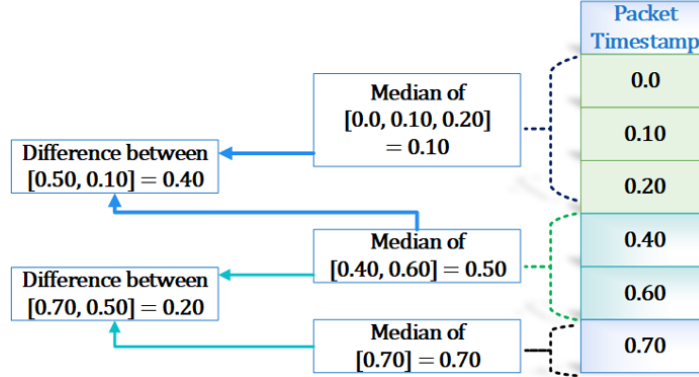 Packet
Timestamp
0.0
0.10
0.20
0.40
0.60
0.70
Median of
[0.0, 0.10, 0.20]
= 0.10
Difference between
[0.50, 0.10] = 0.40
Median of
[0.40, 0.60] = 0.50
Difference between
[0.70, 0.50] = 0.20
Median of
[0.70] = 0.70